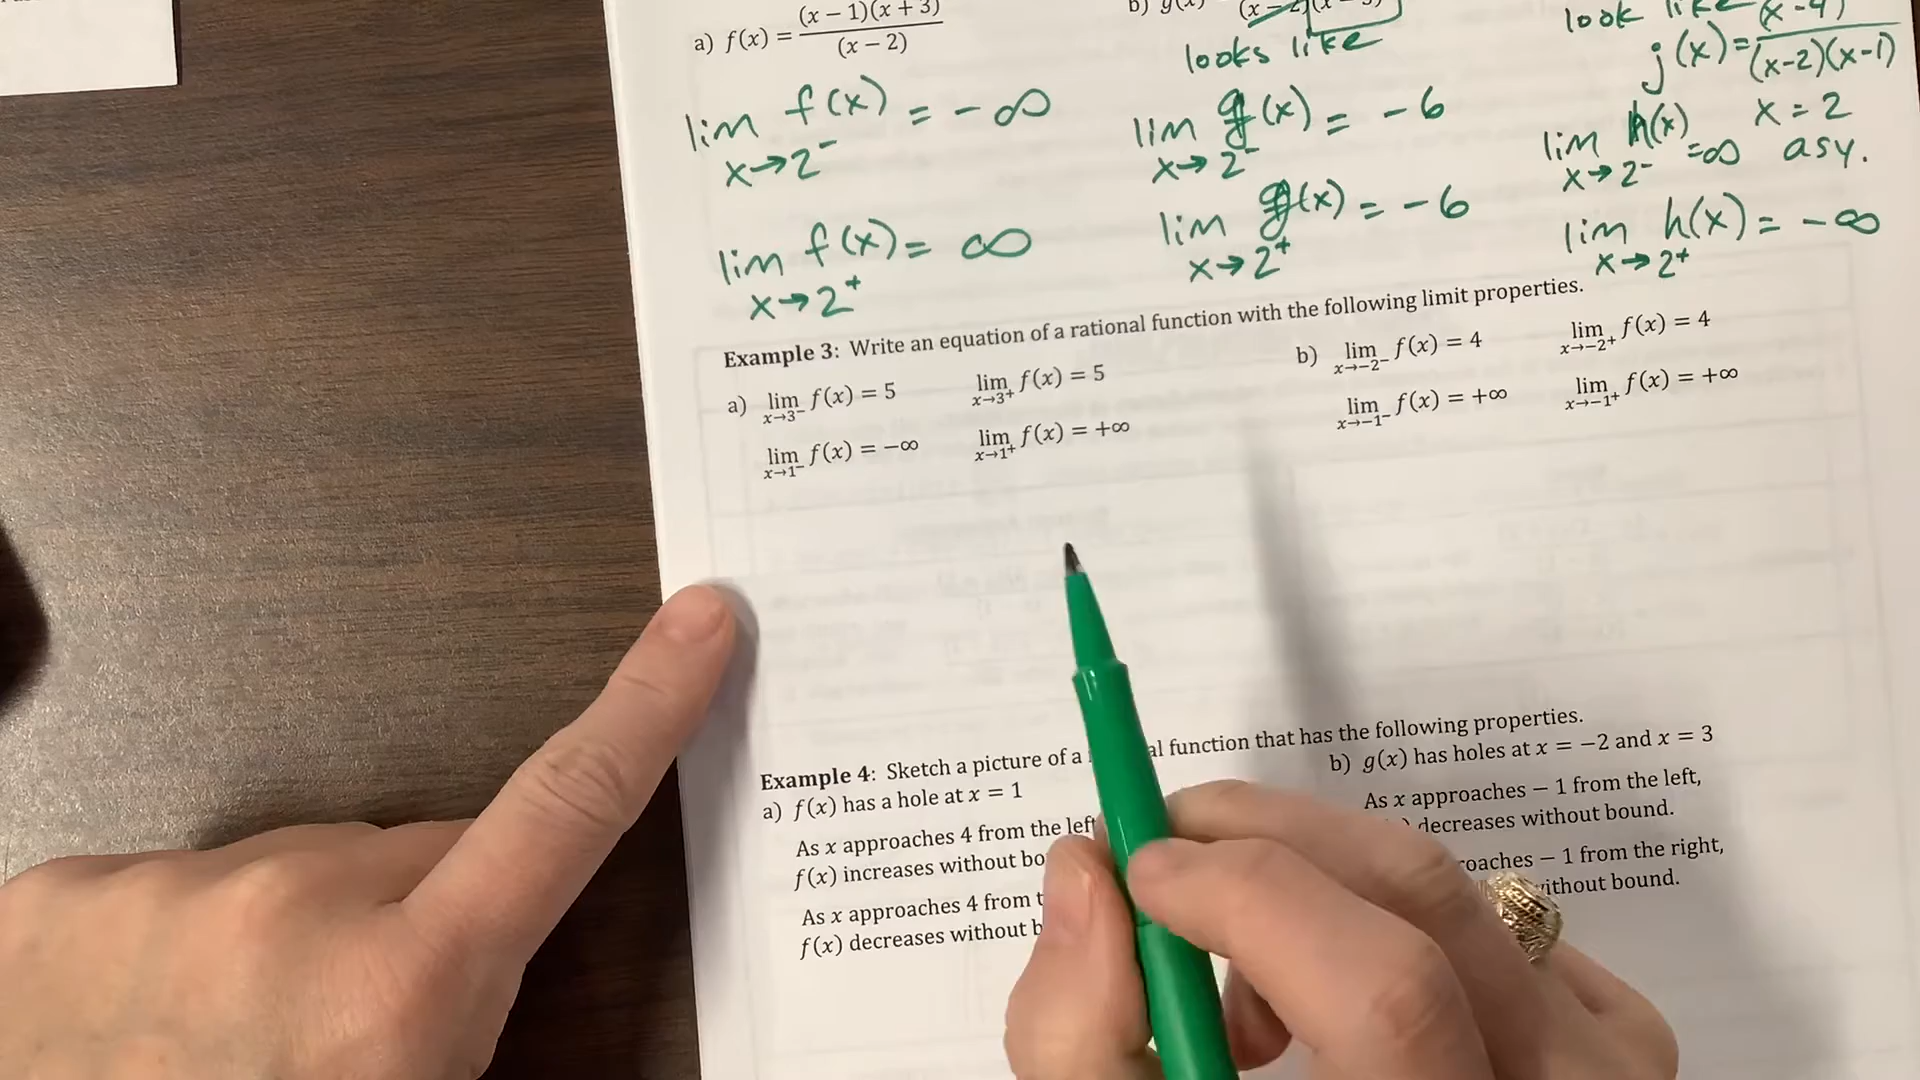 a) f(x) = (x − 1)(x + 3) / (x − 2)
b)
looks like
look like
j(x) = (x-4) / (x-2)(x-1)
lim x→2⁻ f(x) = -∞
lim x→2⁻ g(x) = -6
lim x→2⁻ h(x) = ∞
x = 2
asy.
lim x→2⁺ f(x) = ∞
lim x→2⁺ g(x) = -6
lim x→2⁺ h(x) = -∞
Example 3: Write an equation of a rational function with the following limit properties.
a) lim x→3⁻ f(x) = 5 lim x→3⁺ f(x) = 5
lim x→1⁻ f(x) = −∞ lim x→1⁺ f(x) = +∞
b) lim x→−2⁻ f(x) = 4 lim x→−2⁺ f(x) = 4
lim x→−1⁻ f(x) = +∞ lim x→−1⁺ f(x) = +∞
Example 4: Sketch a picture of a al function that has the following properties.
a) f(x) has a hole at x = 1
As x approaches 4 from the left
f(x) increases without bo
As x approaches 4 from t
f(x) decreases without b
b) g(x) has holes at x = −2 and x = 3
As x approaches − 1 from the left,
decreases without bound.
roaches − 1 from the right,
ithout bound.